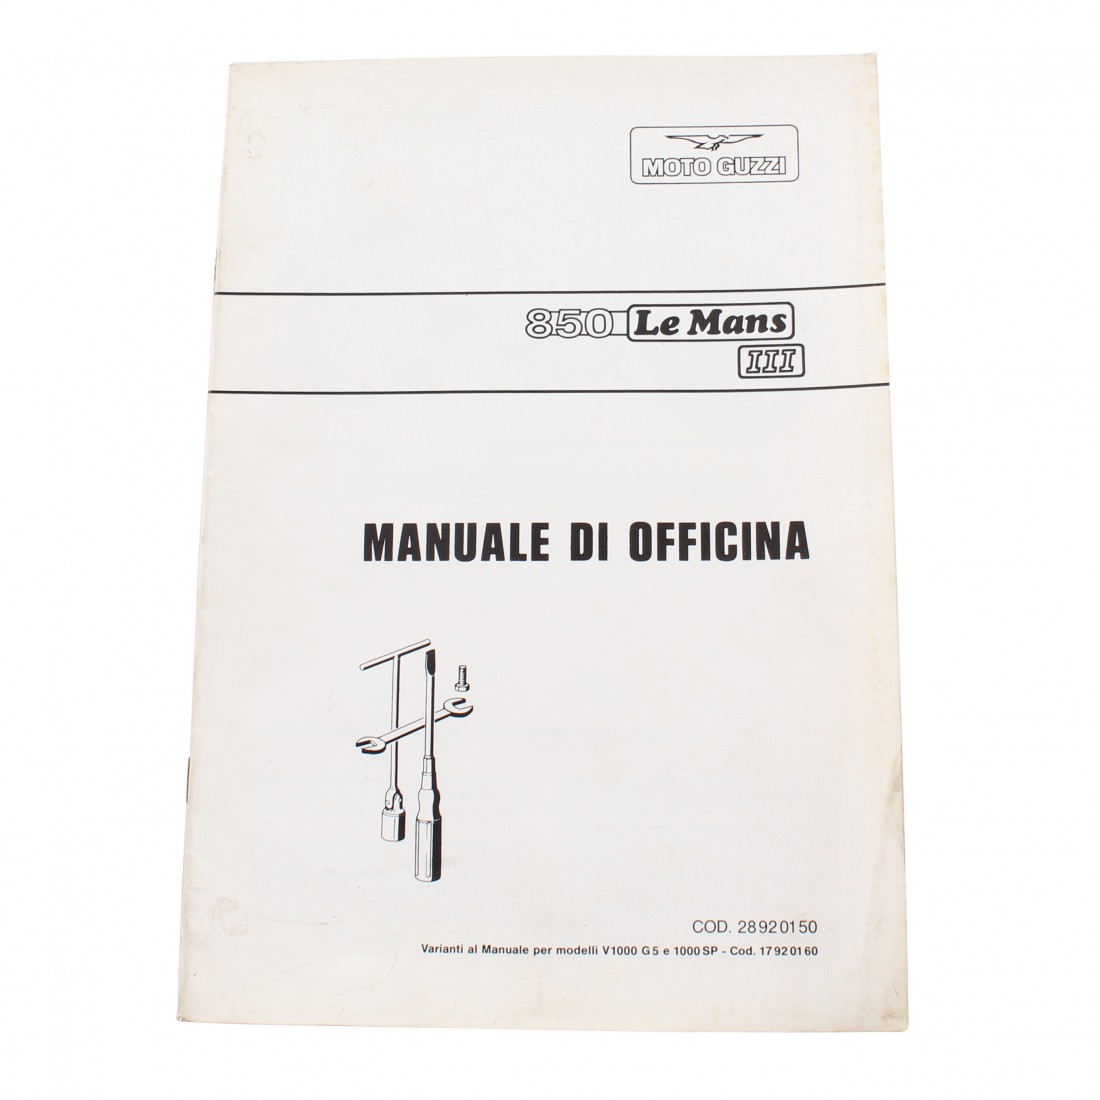 MOTO GUZZI
850 Le Mans
III
MANUALE DI OFFICINA
COD. 28920150
Varianti al Manuale per modelli V1000 G5 e 1000SP - Cod. 17920160